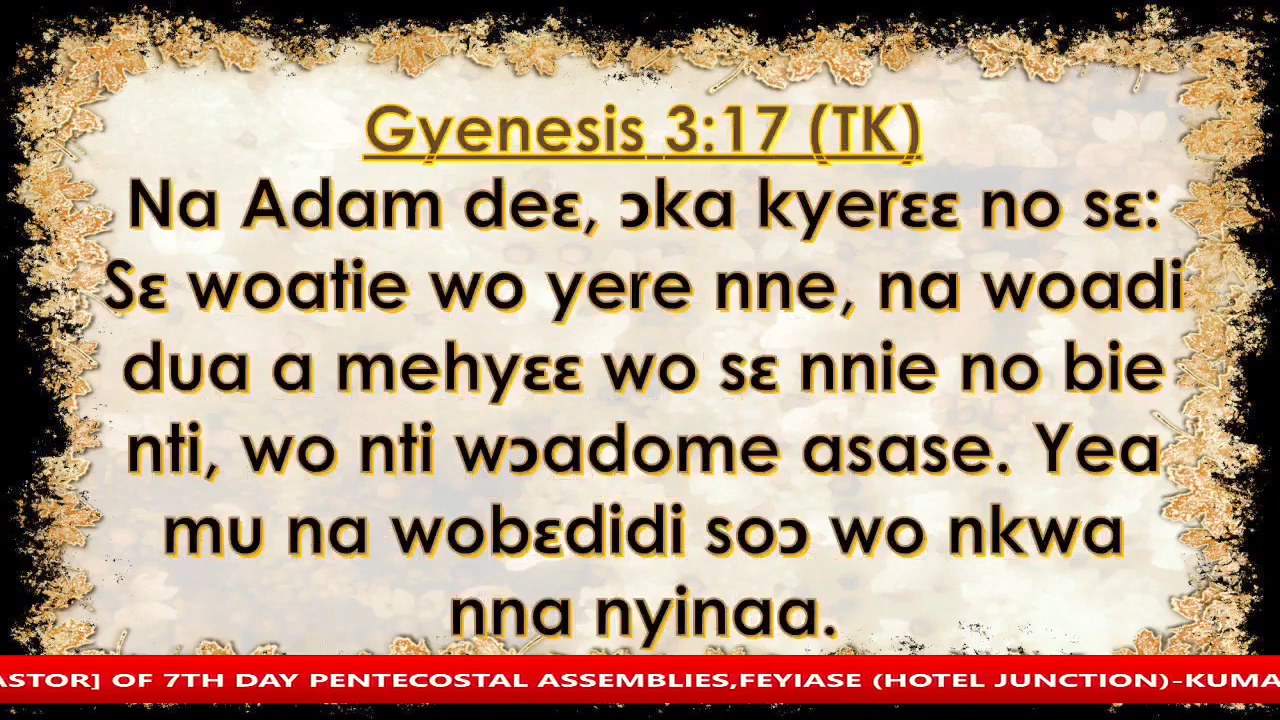 Gyenesis 3:17 (TK)
Na Adam deɛ, ɔka kyerɛɛ no sɛ:
Sɛ woatie wo yere nne, na woadi
dua a mehyɛɛ wo sɛ nnie no bie
nti, wo nti wɔadome asase. Yea
mu na wobɛdidi soɔ wo nkwa
nna nyinaa.
ASTOR] OF 7TH DAY PENTECOSTAL ASSEMBLIES,FEYIASE (HOTEL JUNCTION)-KUMA